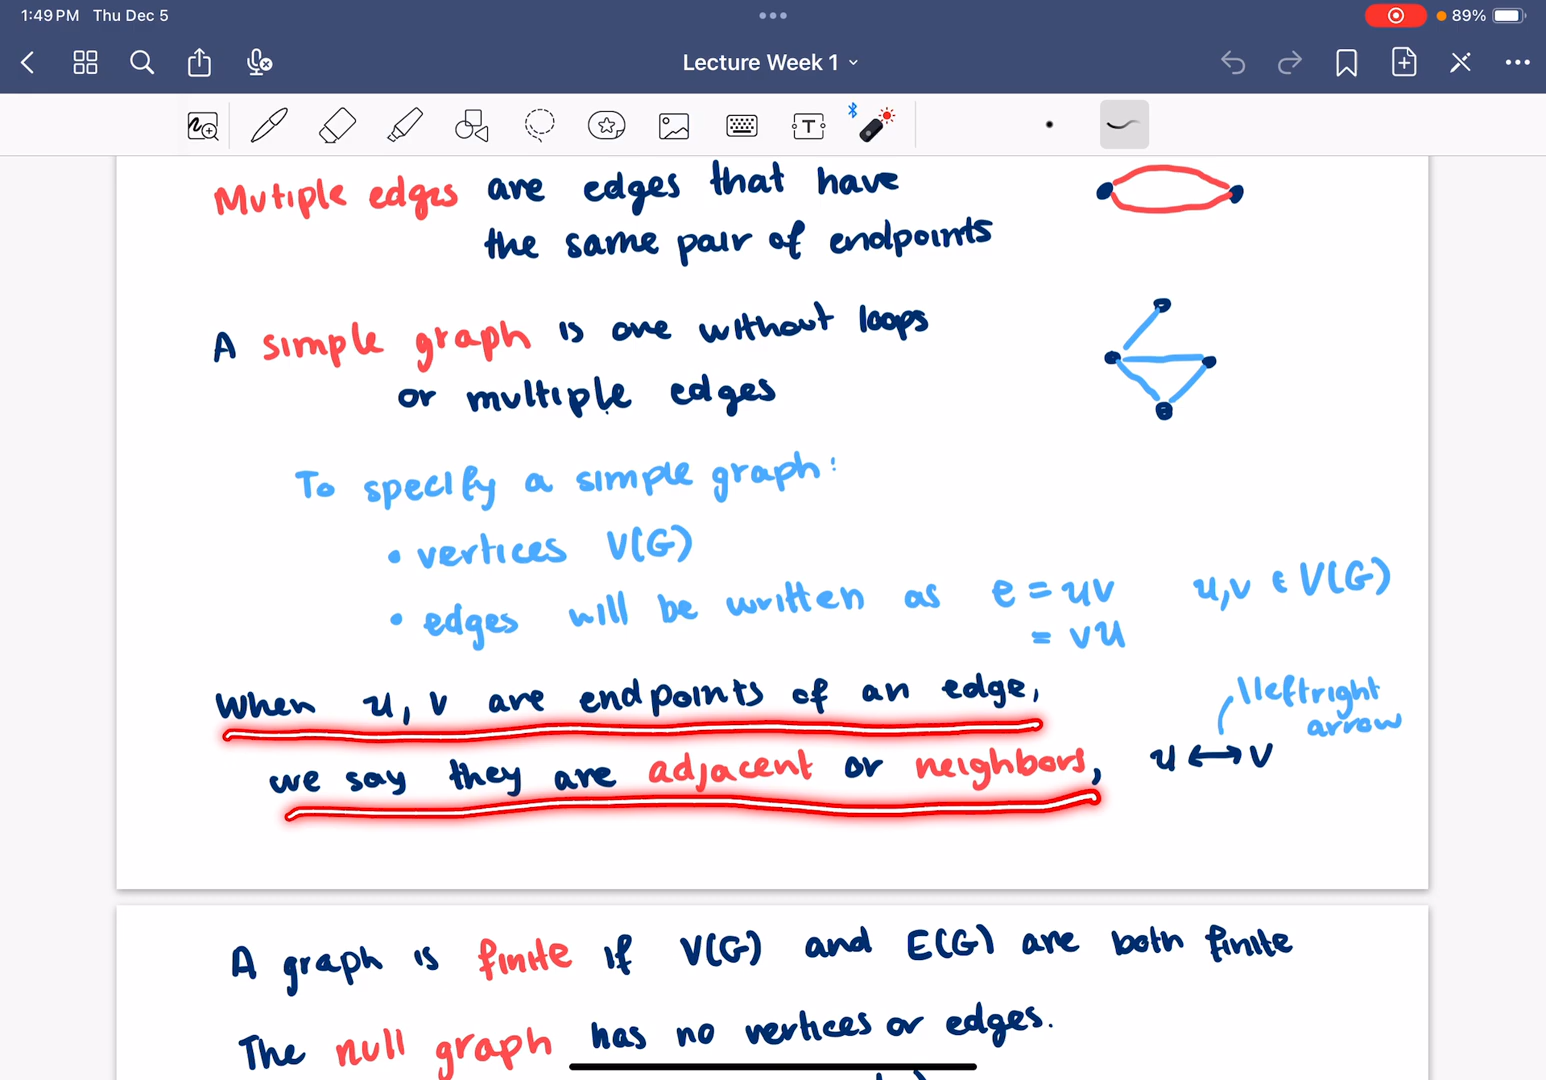 1:49 PM Thu Dec 5
89%
Lecture Week 1
Mutiple edges are edges that have
the same pair of endpoints
A simple graph is one without loops
or multiple edges
To specify a simple graph:
• vertices V(G)
• edges will be written as e = uv u,v ∈ V(G)
= vu
When u, v are endpoints of an edge,
\leftright
arrow
we say they are adjacent or neighbors, u ↔ v
A graph is finite if V(G) and E(G) are both finite
The null graph has no vertices or edges.